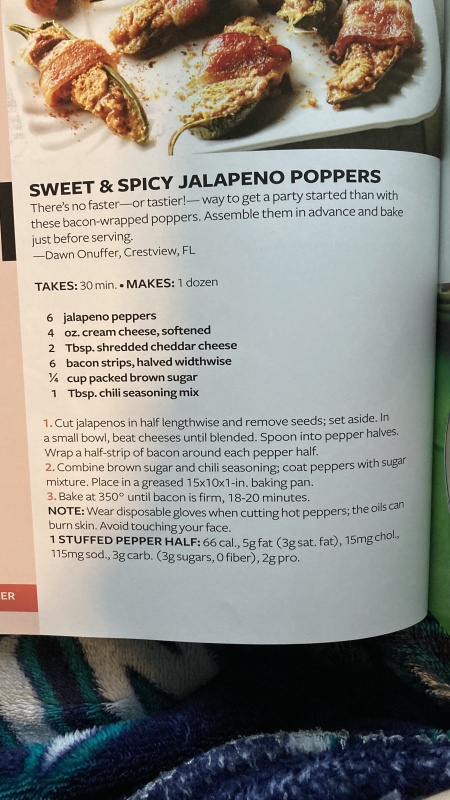 SWEET & SPICY JALAPENO POPPERS
There's no faster—or tastier!— way to get a party started than with
these bacon-wrapped poppers. Assemble them in advance and bake
just before serving.
—Dawn Onuffer, Crestview, FL
TAKES: 30 min. • MAKES: 1 dozen
6 jalapeno peppers
4 oz. cream cheese, softened
2 Tbsp. shredded cheddar cheese
6 bacon strips, halved widthwise
¼ cup packed brown sugar
1 Tbsp. chili seasoning mix
1. Cut jalapenos in half lengthwise and remove seeds; set aside. In
a small bowl, beat cheeses until blended. Spoon into pepper halves.
Wrap a half-strip of bacon around each pepper half.
2. Combine brown sugar and chili seasoning; coat peppers with sugar
mixture. Place in a greased 15x10x1-in. baking pan.
3. Bake at 350° until bacon is firm, 18-20 minutes.
NOTE: Wear disposable gloves when cutting hot peppers; the oils can
burn skin. Avoid touching your face.
1 STUFFED PEPPER HALF: 66 cal., 5g fat (3g sat. fat), 15mg chol.,
115mg sod., 3g carb. (3g sugars, 0 fiber), 2g pro.
ER